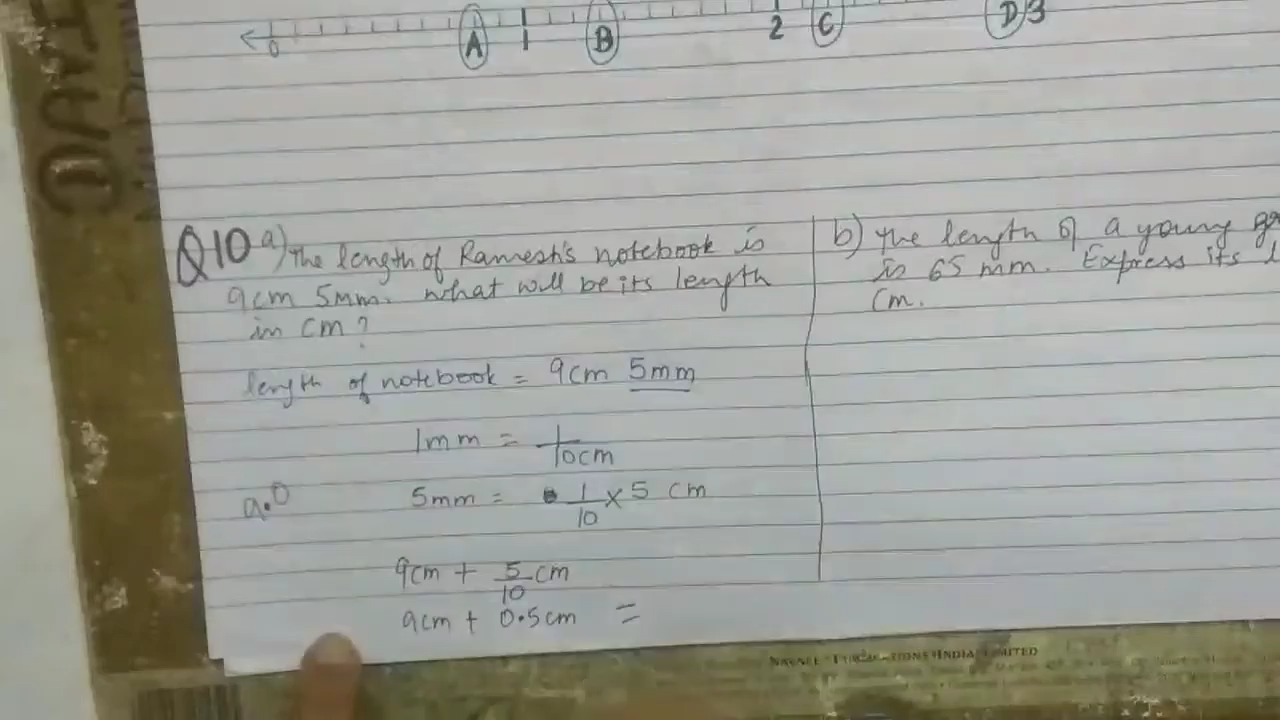 0 A 1 B 2 C D 3
Q10 a) The length of Ramesh's notebook is
9cm 5mm. what will be its length
in cm?
length of notebook = 9cm 5mm
1mm = 1/10cm
5mm = 1/10 × 5 cm
9.0
9cm + 5/10 cm
9cm + 0.5cm =
b) The length of a young
is 65 mm. Express its
cm.
LIMITED